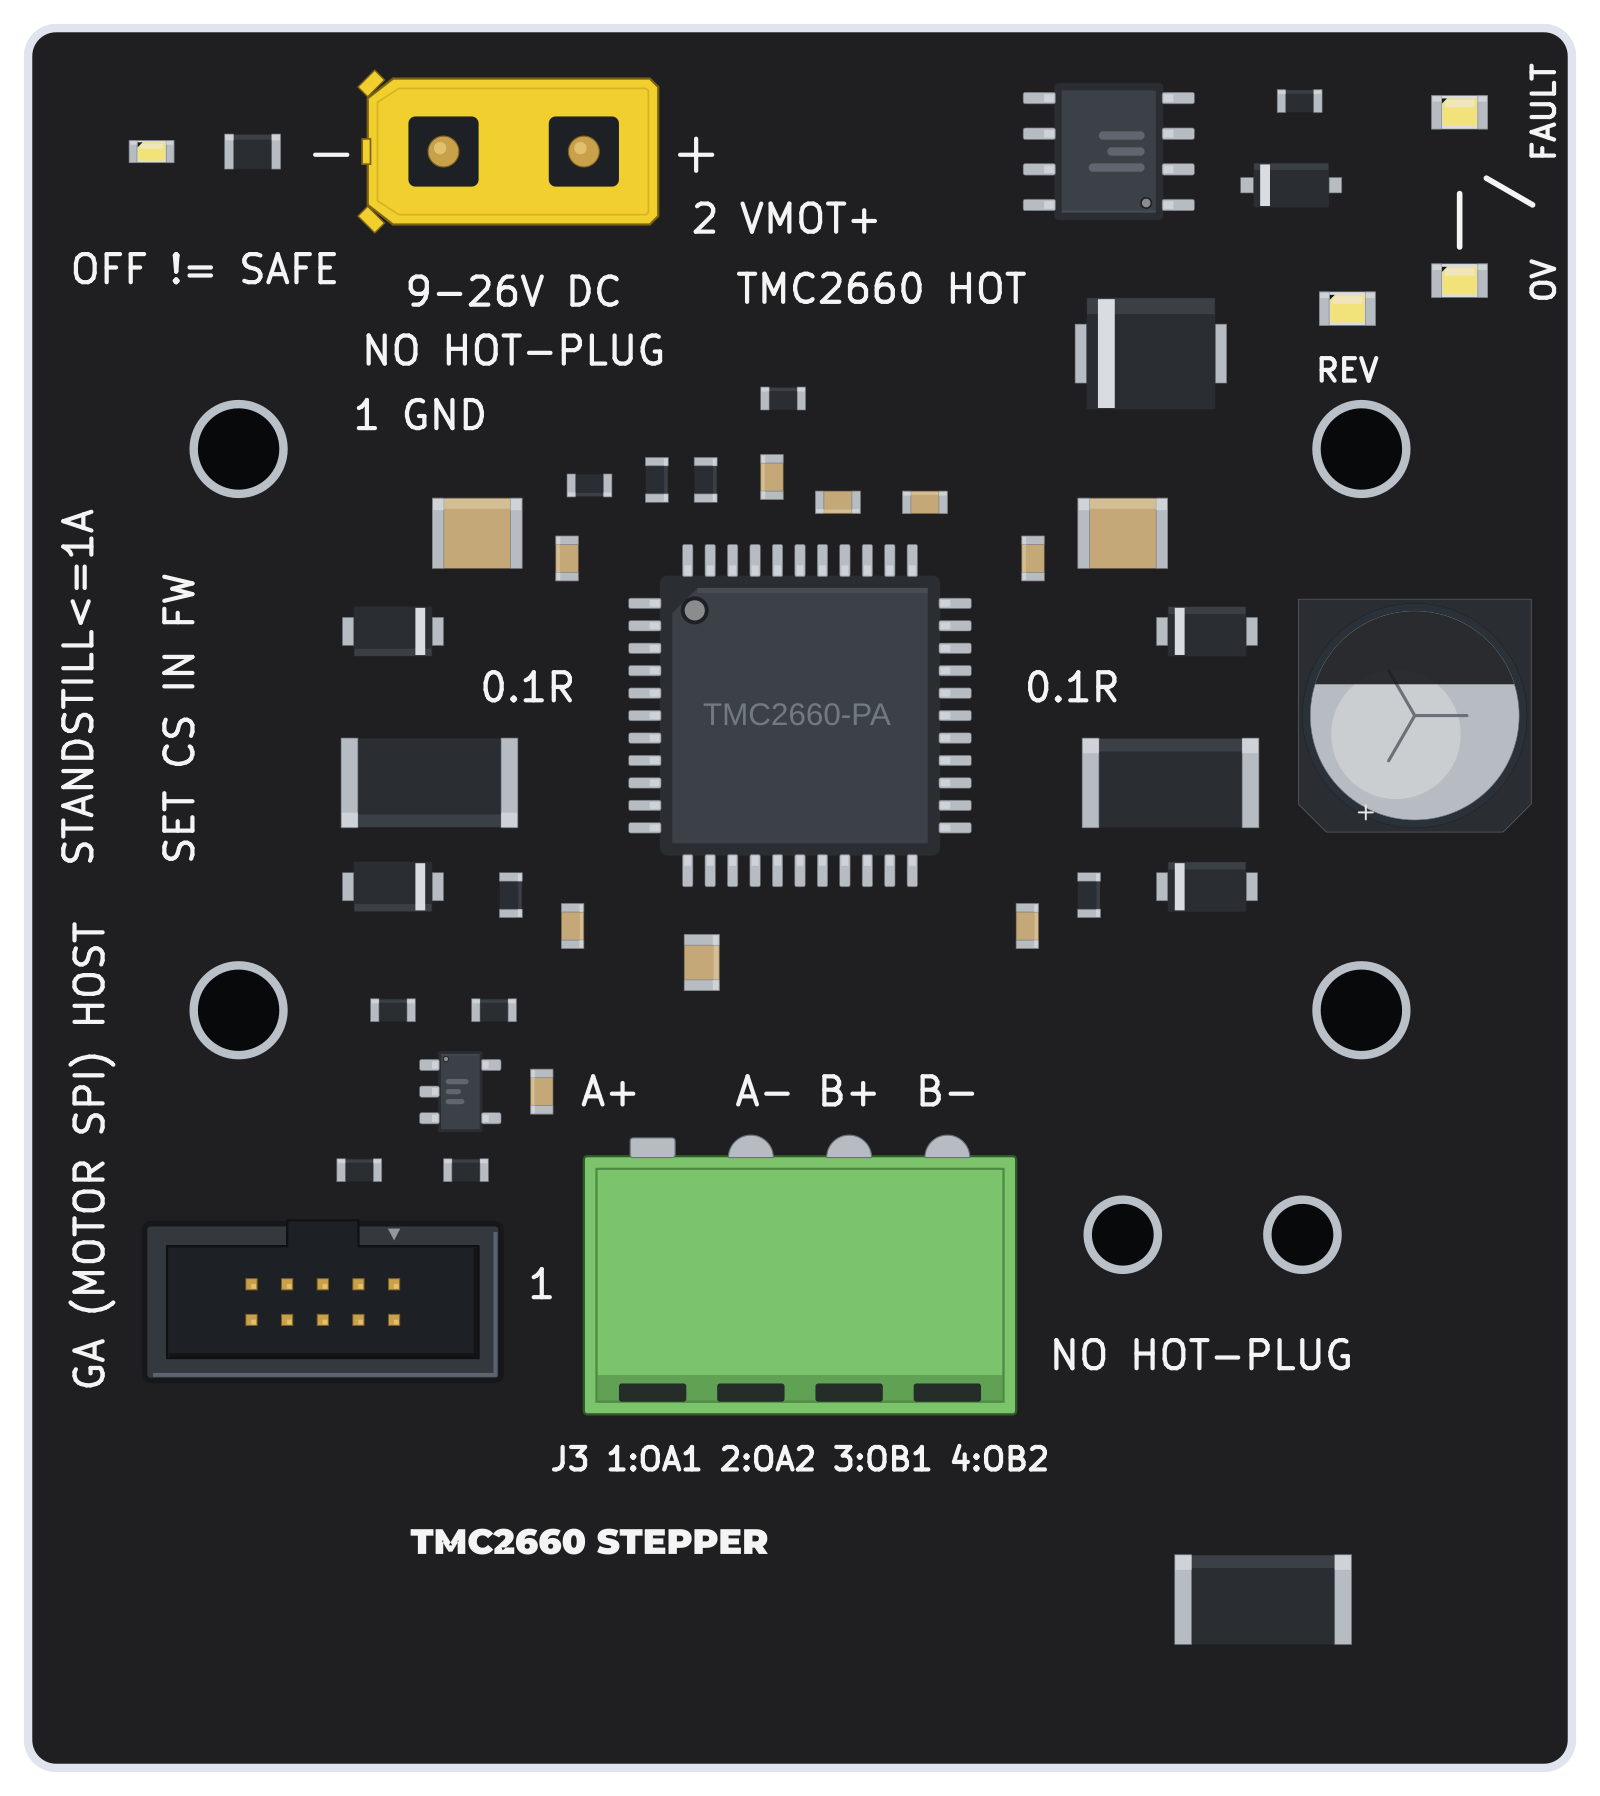 FAULT
−
+
2 VMOT+
OFF != SAFE
9-26V DC
TMC2660 HOT
0V
NO HOT-PLUG
REV
1 GND
STANDSTILL<=1A
SET CS IN FW
0.1R
0.1R
TMC2660-PA
+
GA (MOTOR SPI) HOST
A+ A- B+ B-
1
NO HOT-PLUG
J3 1:OA1 2:OA2 3:OB1 4:OB2
TMC2660 STEPPER